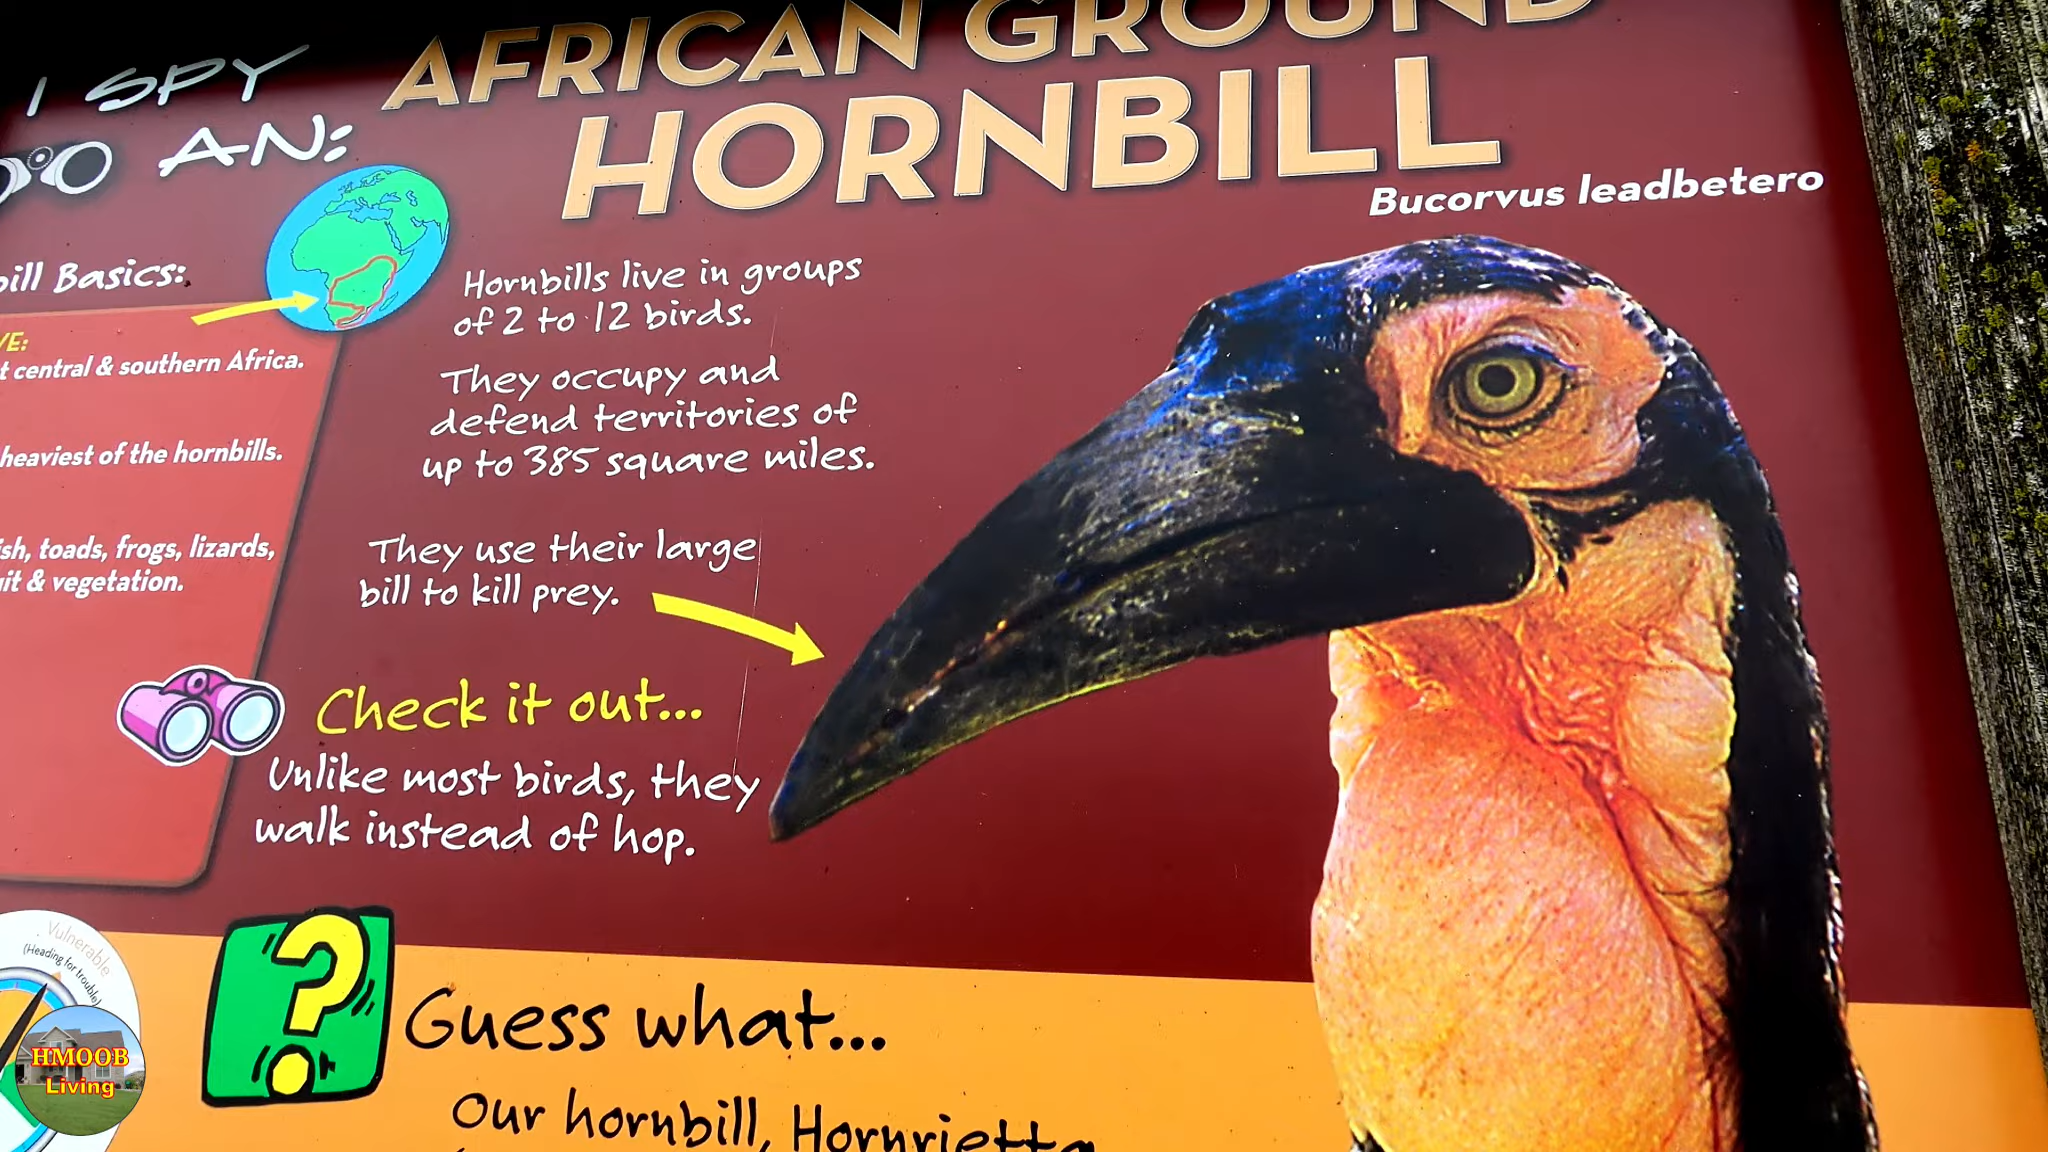 I SPY
AN:
AFRICAN GROUND
HORNBILL
Bucorvus leadbetero
Basics:
central & southern Africa.
heaviest of the hornbills.
toads, frogs, lizards,
& vegetation.
Hornbills live in groups
of 2 to 12 birds.
They occupy and
defend territories of
up to 385 square miles.
They use their large
bill to kill prey.
Check it out...
Unlike most birds, they
walk instead of hop.
Vulnerable
(Heading for trouble)
Guess what...
Our hornbill, Hornrietta
HMOOB
Living